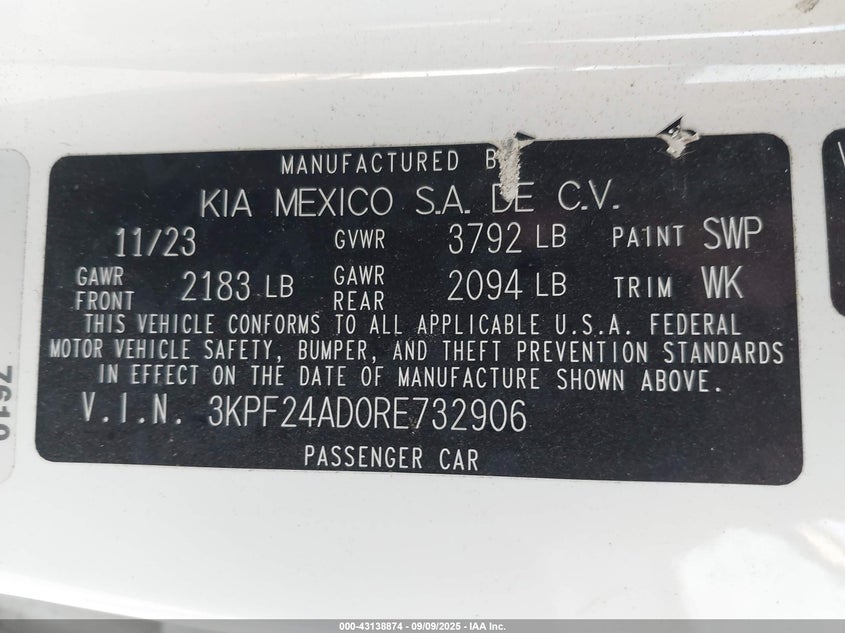 MANUFACTURED B
KIA MEXICO S.A. DE C.V.
11/23 GVWR 3792 LB PAINT SWP
GAWR FRONT 2183 LB GAWR REAR 2094 LB TRIM WK
THIS VEHICLE CONFORMS TO ALL APPLICABLE U.S.A. FEDERAL
MOTOR VEHICLE SAFETY, BUMPER, AND THEFT PREVENTION STANDARDS
IN EFFECT ON THE DATE OF MANUFACTURE SHOWN ABOVE.
V.I.N. 3KPF24AD0RE732906
PASSENGER CAR
000-43138874 / 09/09/2025 - IAA Inc.